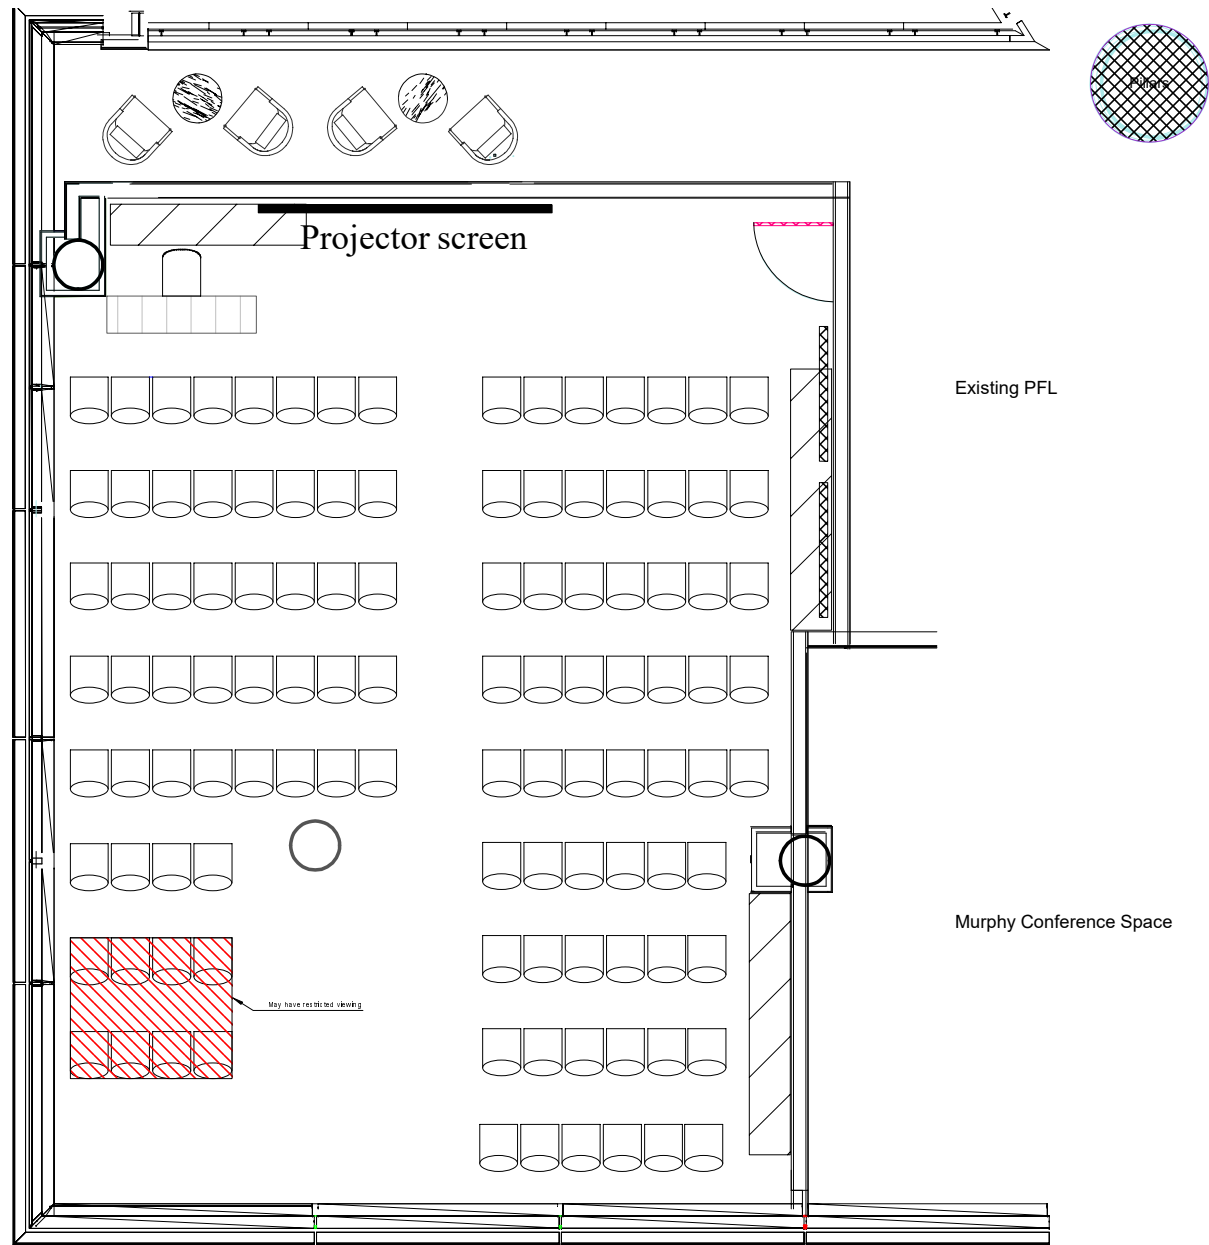 Pillars
Projector screen
Existing PFL
Murphy Conference Space
May have restricted viewing